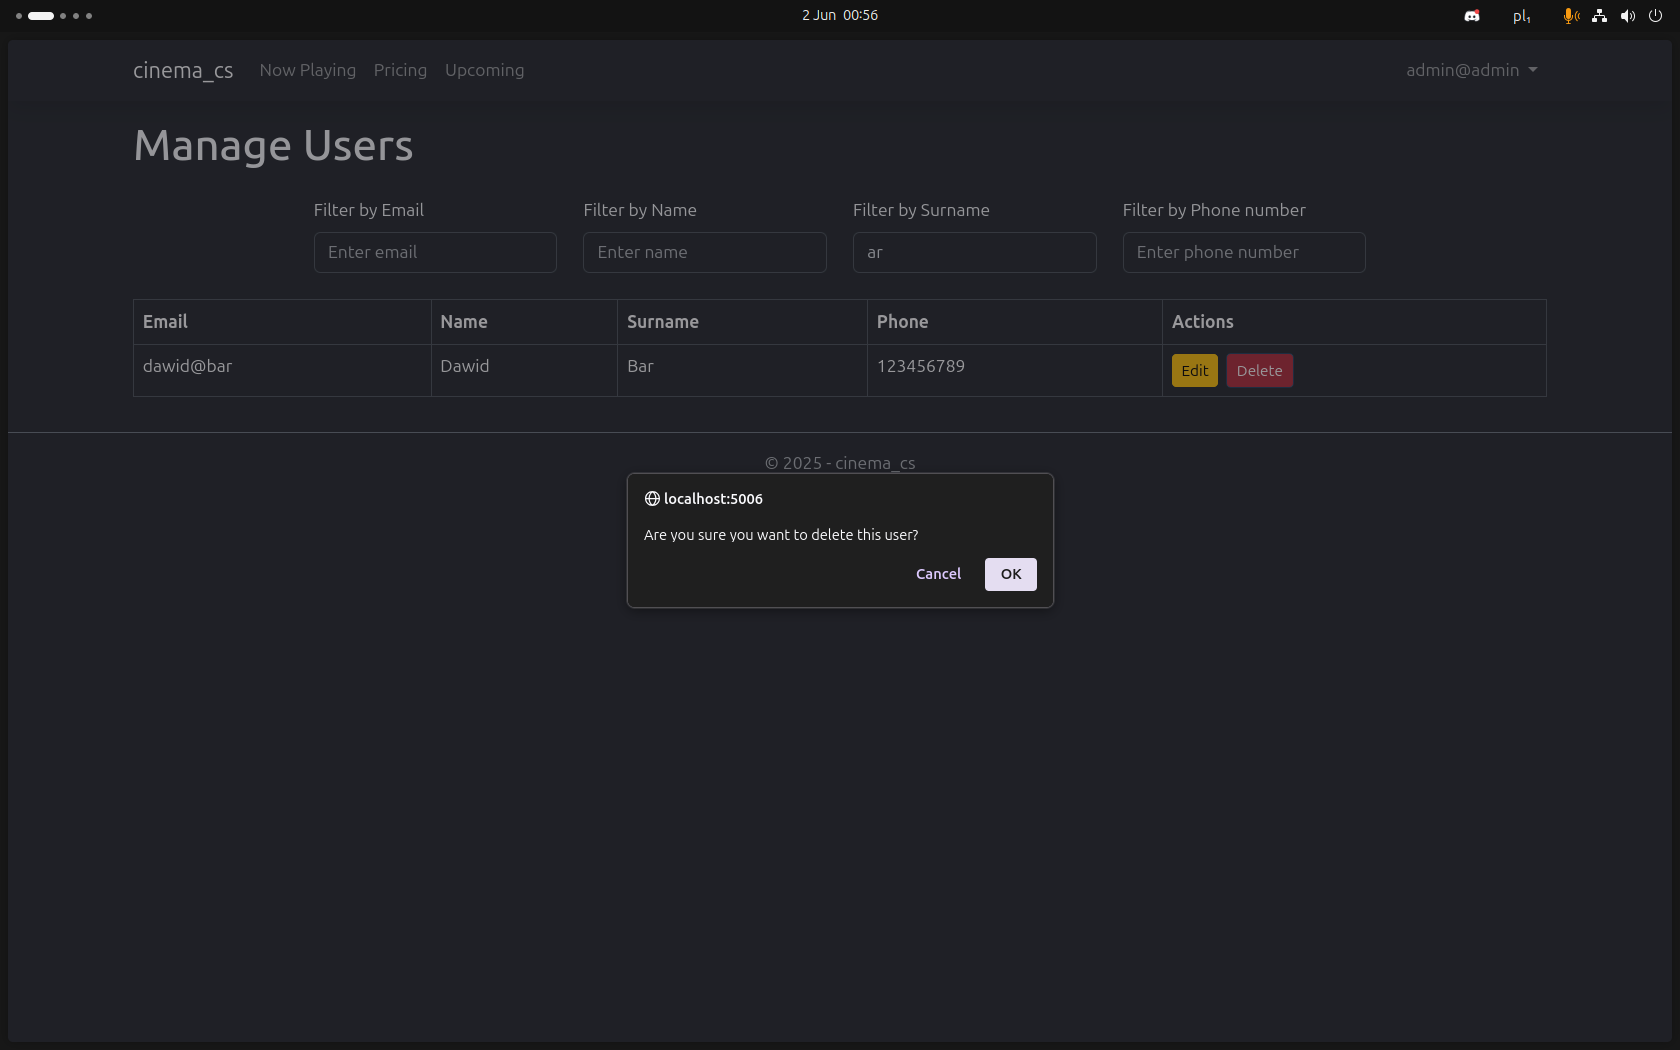 2 Jun 00:56
pl₁
cinema_cs Now Playing Pricing Upcoming admin@admin
Manage Users
Filter by Email Filter by Name Filter by Surname Filter by Phone number
Enter email Enter name ar Enter phone number
Email Name Surname Phone Actions
dawid@bar Dawid Bar 123456789 Edit Delete
© 2025 - cinema_cs
localhost:5006
Are you sure you want to delete this user?
Cancel OK